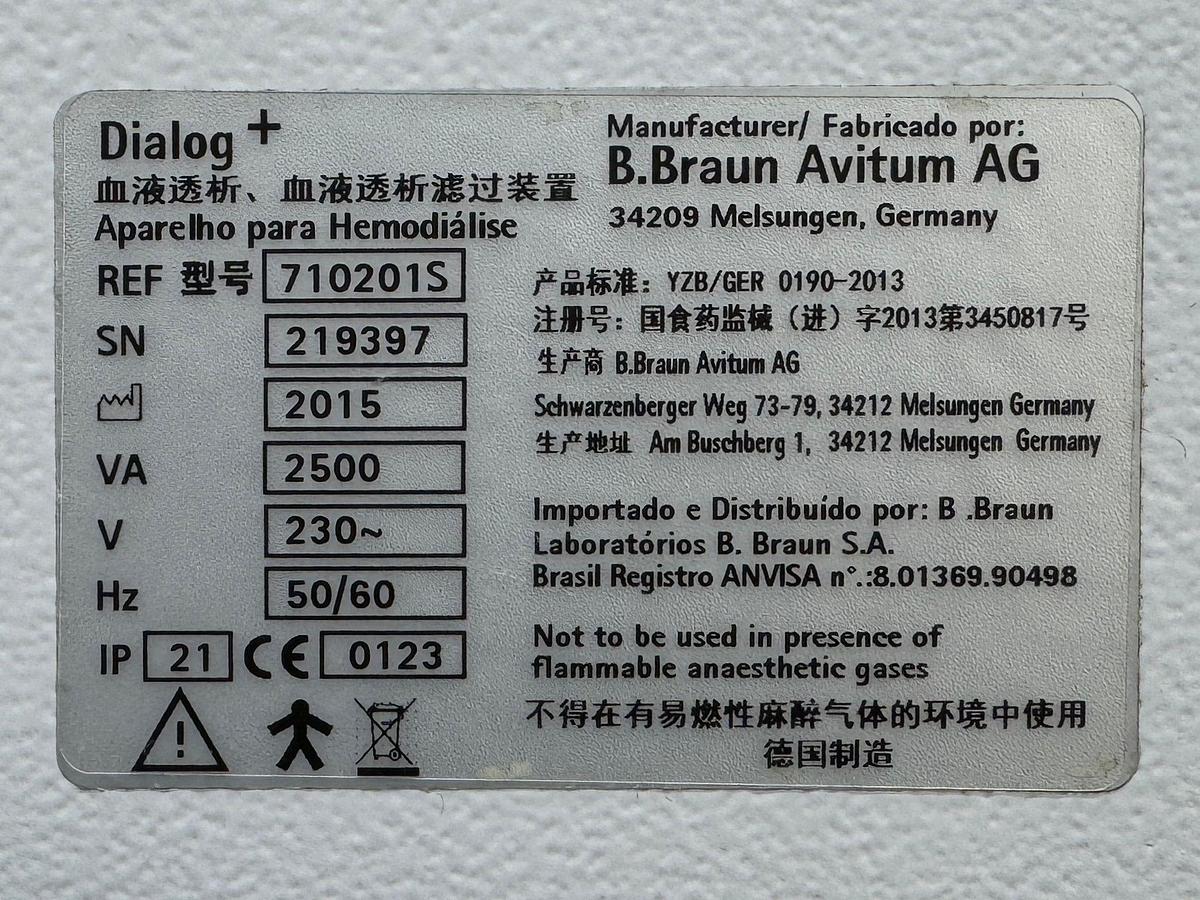 Dialog +
血液透析、血液透析滤过装置
Aparelho para Hemodiálise
REF 型号 710201S
SN 219397
2015
VA 2500
V 230~
Hz 50/60
IP 21 CE 0123
Manufacturer/ Fabricado por:
B.Braun Avitum AG
34209 Melsungen, Germany
产品标准：YZB/GER 0190-2013
注册号：国食药监械（进）字2013第3450817号
生产商 B.Braun Avitum AG
Schwarzenberger Weg 73-79, 34212 Melsungen Germany
生产地址 Am Buschberg 1, 34212 Melsungen Germany
Importado e Distribuído por: B .Braun
Laboratórios B. Braun S.A.
Brasil Registro ANVISA n°.:8.01369.90498
Not to be used in presence of
flammable anaesthetic gases
不得在有易燃性麻醉气体的环境中使用
德国制造